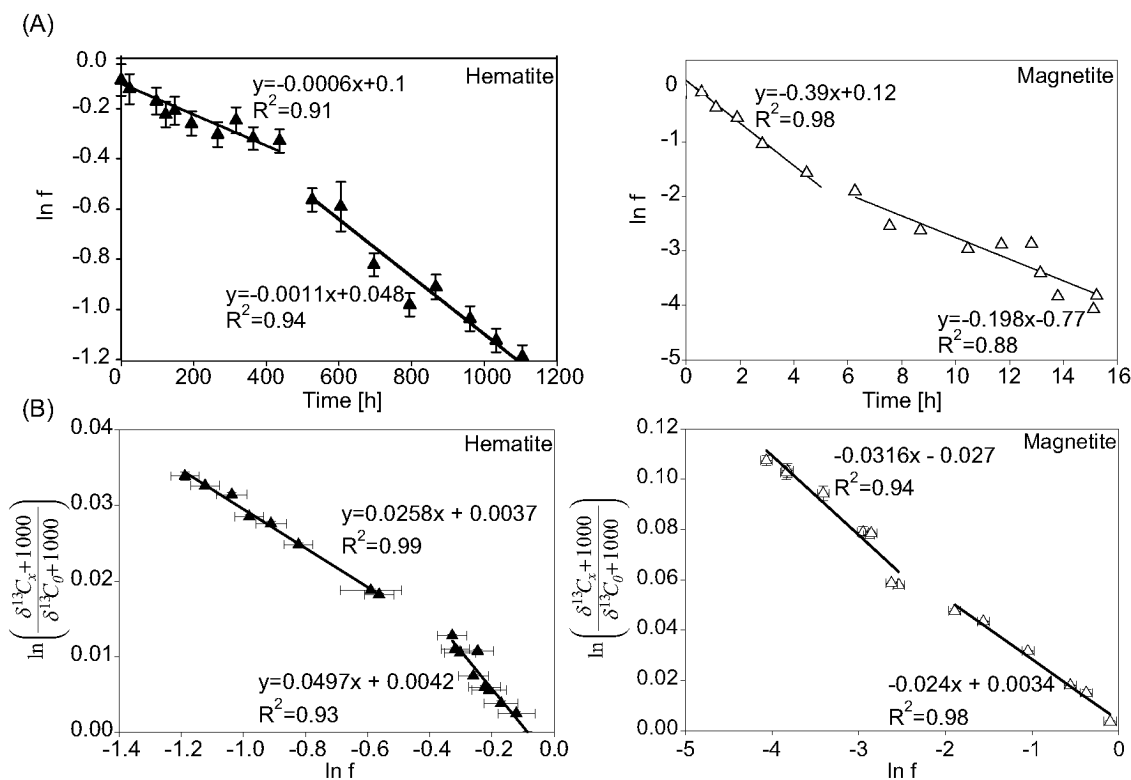 (A)
Hematite
y=-0.0006x+0.1
R²=0.91
y=-0.0011x+0.048
R²=0.94
0.0
-0.2
-0.4
-0.6
-0.8
-1.0
-1.2
ln f
0 200 400 600 800 1000 1200
Time [h]
Magnetite
y=-0.39x+0.12
R²=0.98
y=-0.198x-0.77
R²=0.88
0
-1
-2
-3
-4
-5
ln f
0 2 4 6 8 10 12 14 16
Time [h]
(B)
Hematite
y=0.0258x + 0.0037
R²=0.99
y=0.0497x + 0.0042
R²=0.93
0.04
0.03
0.02
0.01
0.00
ln(δ¹³Cₓ+1000/δ¹³C₀+1000)
-1.4 -1.2 -1.0 -0.8 -0.6 -0.4 -0.2 0.0
ln f
Magnetite
-0.0316x - 0.027
R²=0.94
-0.024x + 0.0034
R²=0.98
0.12
0.10
0.08
0.06
0.04
0.02
0.00
ln(δ¹³Cₓ+1000/δ¹³C₀+1000)
-5 -4 -3 -2 -1 0
ln f